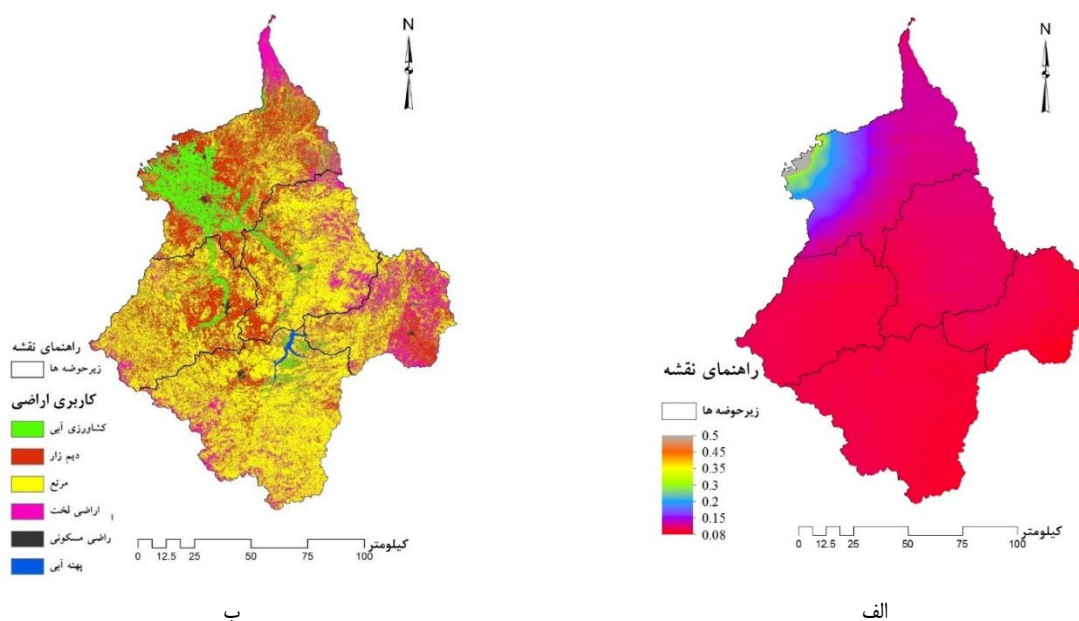 N
راهنمای نقشه
زیرحوضه ها
0.5
0.45
0.35
0.3
0.2
0.15
0.08
0 12.5 25 50 75 100 کیلومتر
الف
N
راهنمای نقشه
زیرحوضه ها
کاربری اراضی
کشاورزی آبی
دیم زار
مرتع
اراضی لخت
ا
راضی مسکونی
پهنه آبی
0 12.5 25 50 75 100 کیلومتر
ب